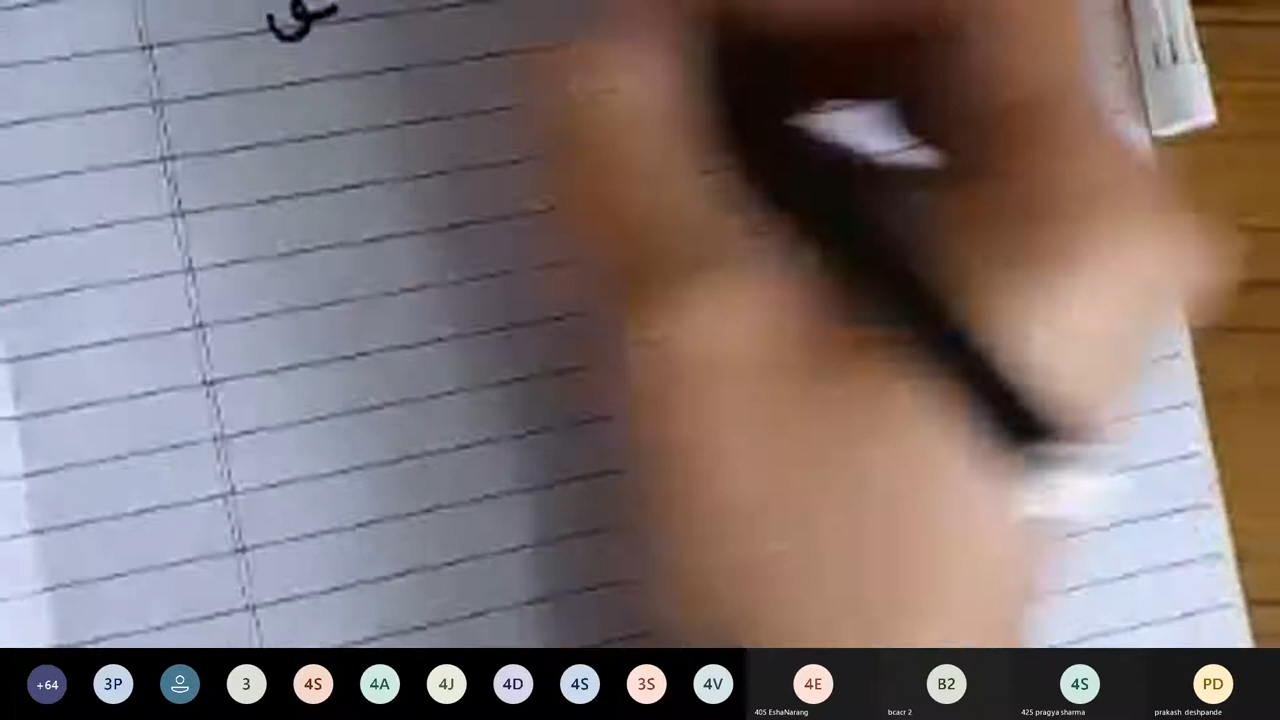 +64 3P 3 4S 4A 4J 4D 4S 3S 4V 4E B2 4S PD
405 EshaNarang bcacr 2 425 pragya sharma prakash deshpande